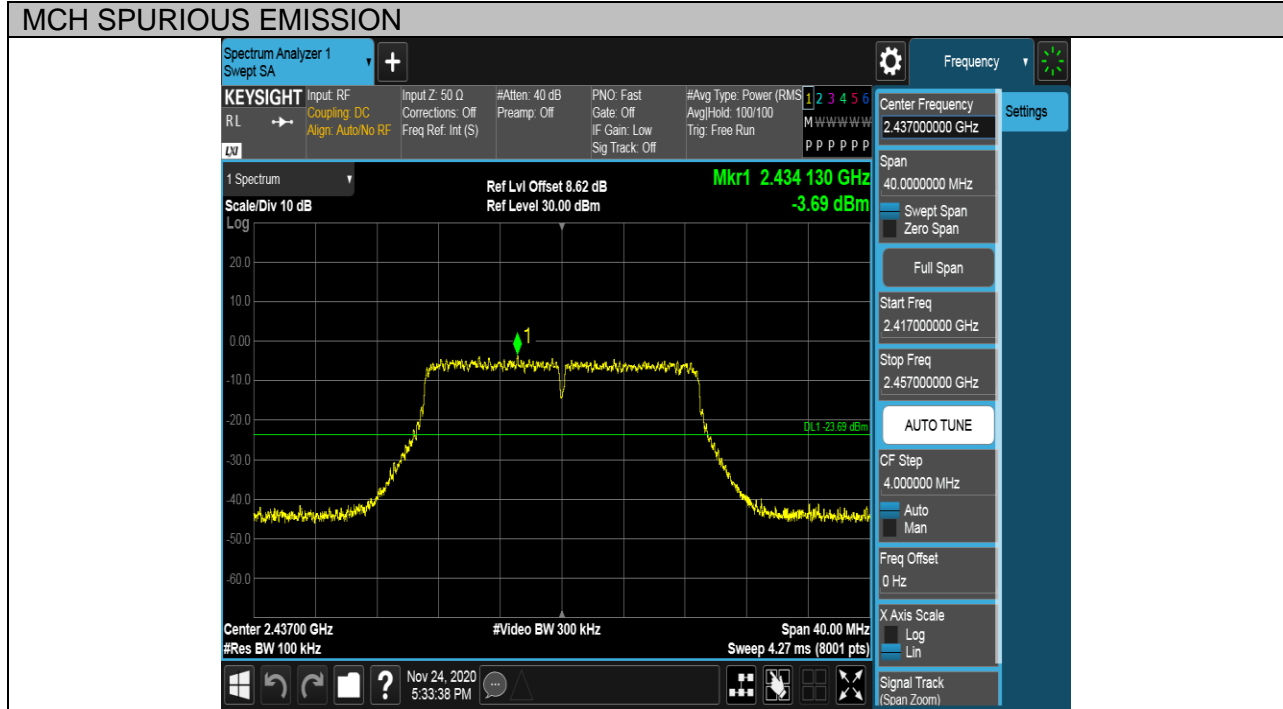 MCH SPURIOUS EMISSION
Spectrum Analyzer 1
Swept SA
Frequency
KEYSIGHT
RL
LXI
Input: RF
Coupling: DC
Align: Auto/No RF
Input Z: 50 Ω
Corrections: Off
Freq Ref: Int (S)
#Atten: 40 dB
Preamp: Off
PNO: Fast
Gate: Off
IF Gain: Low
Sig Track: Off
#Avg Type: Power (RMS
Avg|Hold: 100/100
Trig: Free Run
1 2 3 4 5 6
M W W W W W
P P P P P P
1 Spectrum
Scale/Div 10 dB
Ref Lvl Offset 8.62 dB
Ref Level 30.00 dBm
Mkr1 2.434 130 GHz
-3.69 dBm
Log
20.0
10.0
0.00
-10.0
-20.0
-30.0
-40.0
-50.0
-60.0
1
DL1 -23.69 dBm
Center 2.43700 GHz
#Res BW 100 kHz
#Video BW 300 kHz
Span 40.00 MHz
Sweep 4.27 ms (8001 pts)
Center Frequency
2.437000000 GHz
Settings
Span
40.0000000 MHz
Swept Span
Zero Span
Full Span
Start Freq
2.417000000 GHz
Stop Freq
2.457000000 GHz
AUTO TUNE
CF Step
4.000000 MHz
Auto
Man
Freq Offset
0 Hz
X Axis Scale
Log
Lin
Signal Track
(Span Zoom)
?
Nov 24, 2020
5:33:38 PM